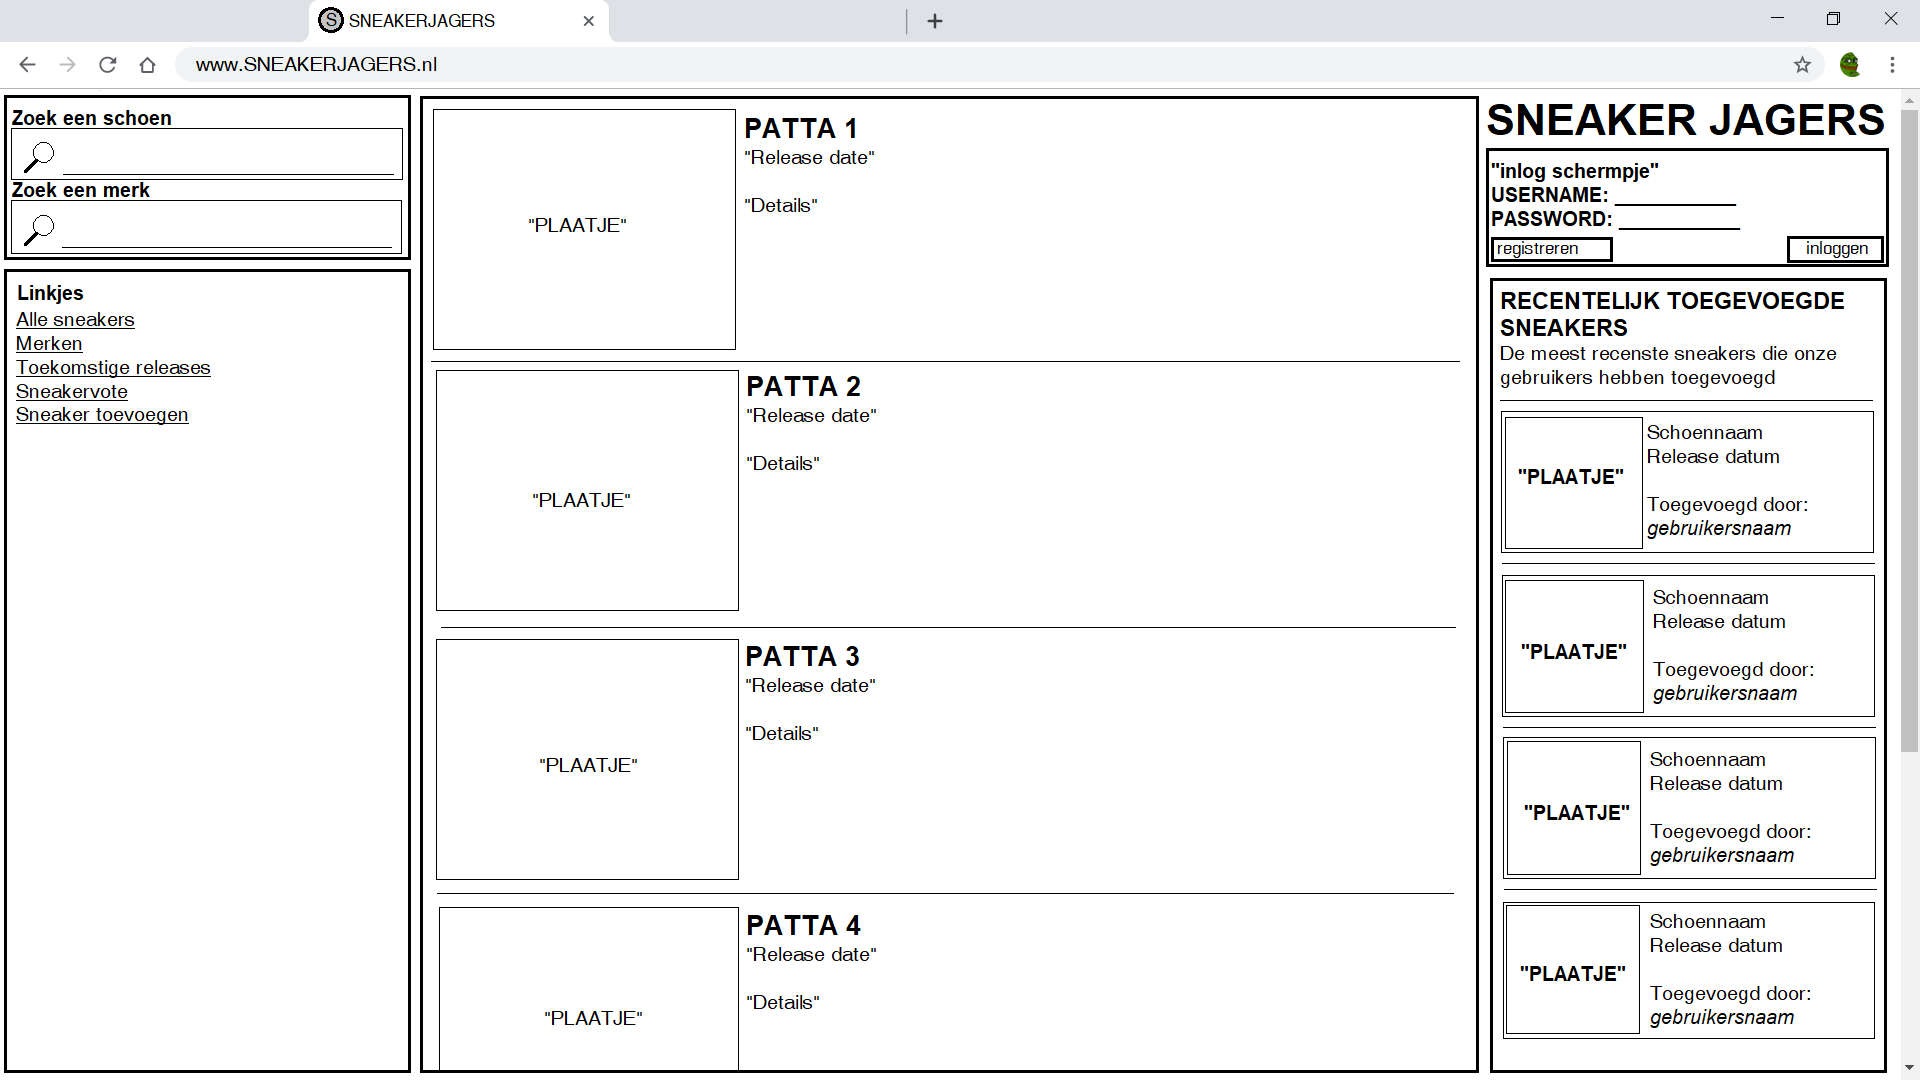 S SNEAKERJAGERS
www.SNEAKERJAGERS.nl
Zoek een schoen
Zoek een merk
Linkjes
Alle sneakers
Merken
Toekomstige releases
Sneakervote
Sneaker toevoegen
"PLAATJE"
PATTA 1
"Release date"
"Details"
"PLAATJE"
PATTA 2
"Release date"
"Details"
"PLAATJE"
PATTA 3
"Release date"
"Details"
"PLAATJE"
PATTA 4
"Release date"
"Details"
SNEAKER JAGERS
"inlog schermpje"
USERNAME: ___________
PASSWORD: ___________
registreren
inloggen
RECENTELIJK TOEGEVOEGDE
SNEAKERS
De meest recenste sneakers die onze
gebruikers hebben toegevoegd
"PLAATJE"
Schoennaam
Release datum
Toegevoegd door:
gebruikersnaam
"PLAATJE"
Schoennaam
Release datum
Toegevoegd door:
gebruikersnaam
"PLAATJE"
Schoennaam
Release datum
Toegevoegd door:
gebruikersnaam
"PLAATJE"
Schoennaam
Release datum
Toegevoegd door:
gebruikersnaam